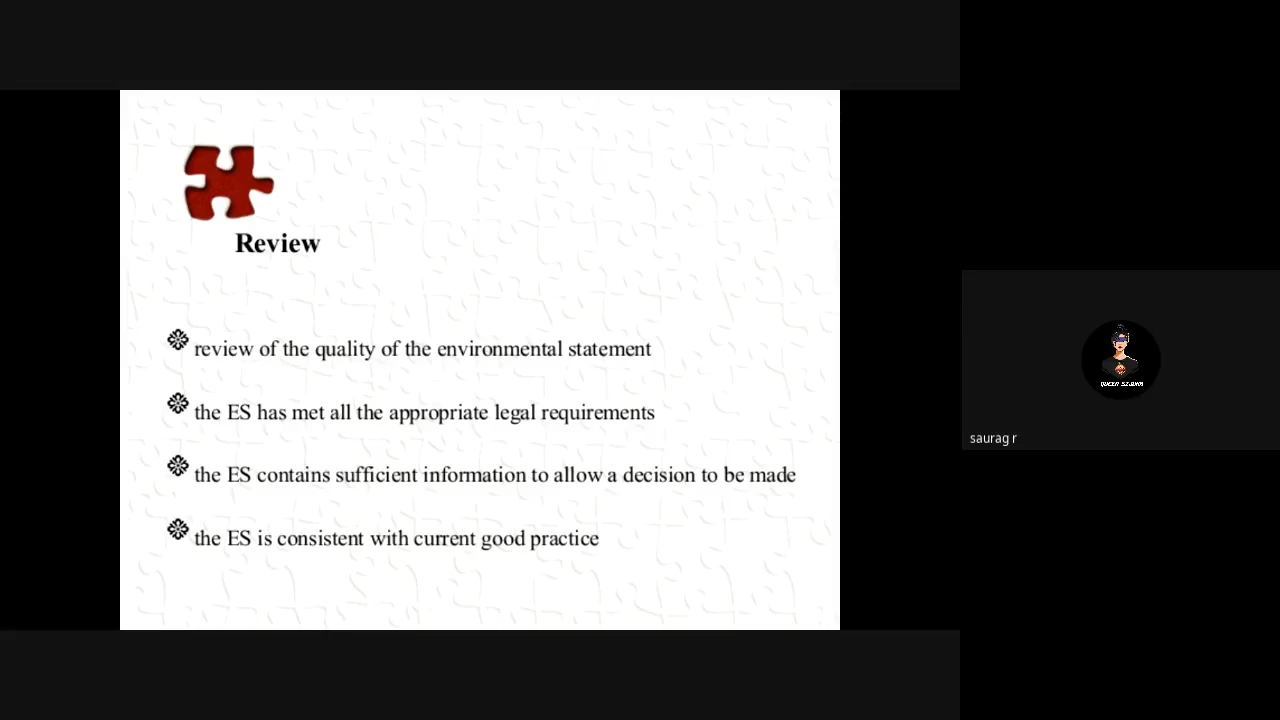 Review
review of the quality of the environmental statement
the ES has met all the appropriate legal requirements
the ES contains sufficient information to allow a decision to be made
the ES is consistent with current good practice
saurag r